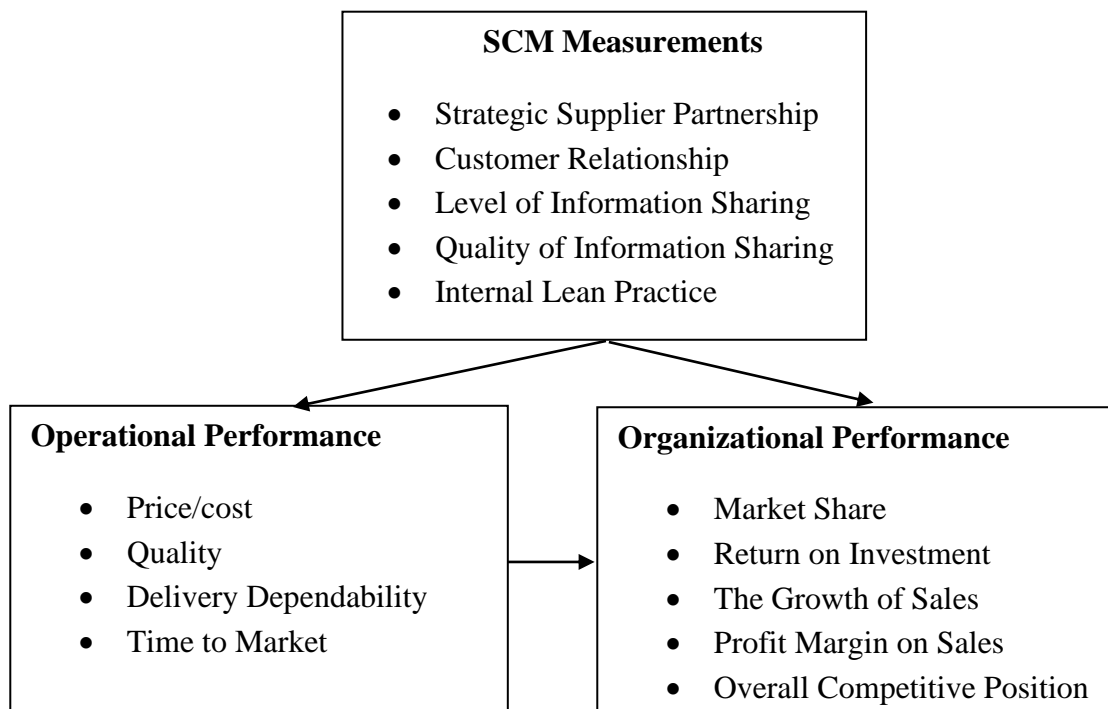 SCM Measurements
• Strategic Supplier Partnership
• Customer Relationship
• Level of Information Sharing
• Quality of Information Sharing
• Internal Lean Practice
Operational Performance
• Price/cost
• Quality
• Delivery Dependability
• Time to Market
Organizational Performance
• Market Share
• Return on Investment
• The Growth of Sales
• Profit Margin on Sales
• Overall Competitive Position